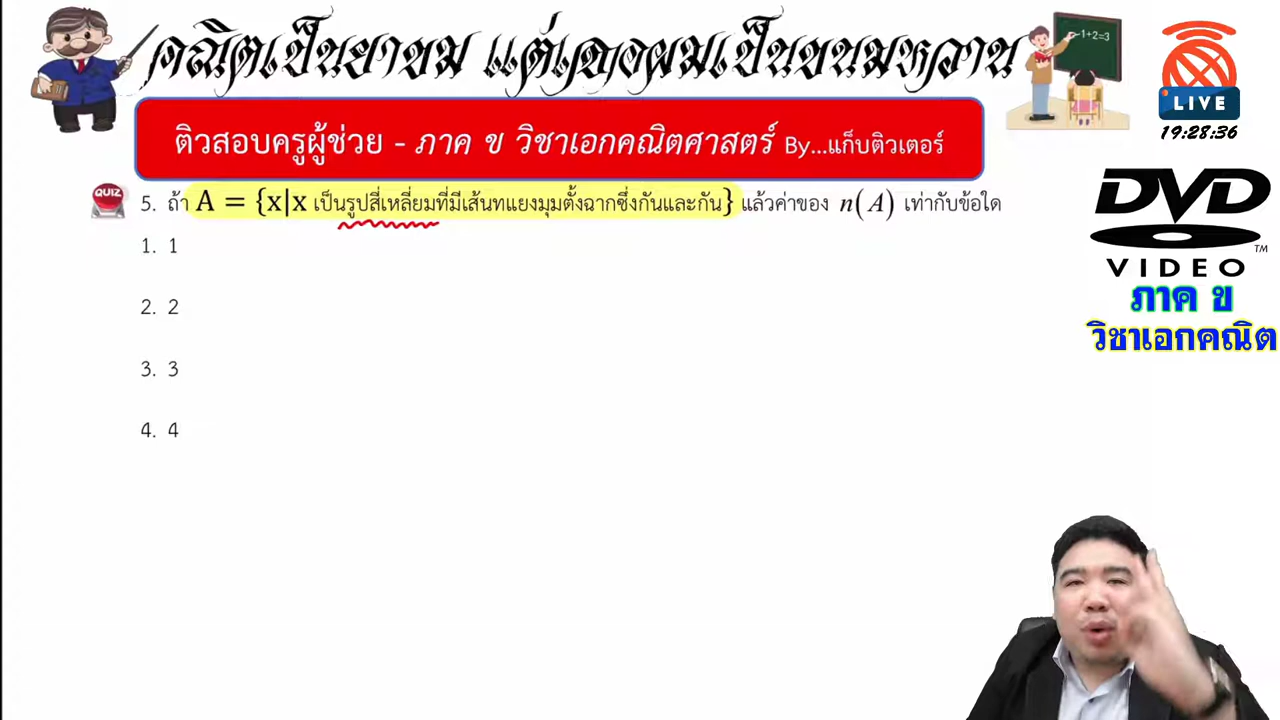 คณิตเป็นยาขม แต่เดอผมเป็นขนมหวาน
-1+2=3
LIVE
19:28:36
ติวสอบครูผู้ช่วย - ภาค ข วิชาเอกคณิตศาสตร์ By...แก็บติวเตอร์
QUIZ
5. ถ้า A = {x|x เป็นรูปสี่เหลี่ยมที่มีเส้นทแยงมุมตั้งฉากซึ่งกันและกัน} แล้วค่าของ n(A) เท่ากับข้อใด
1. 1
2. 2
3. 3
4. 4
DVD
TM
VIDEO
ภาค ข
วิชาเอกคณิต